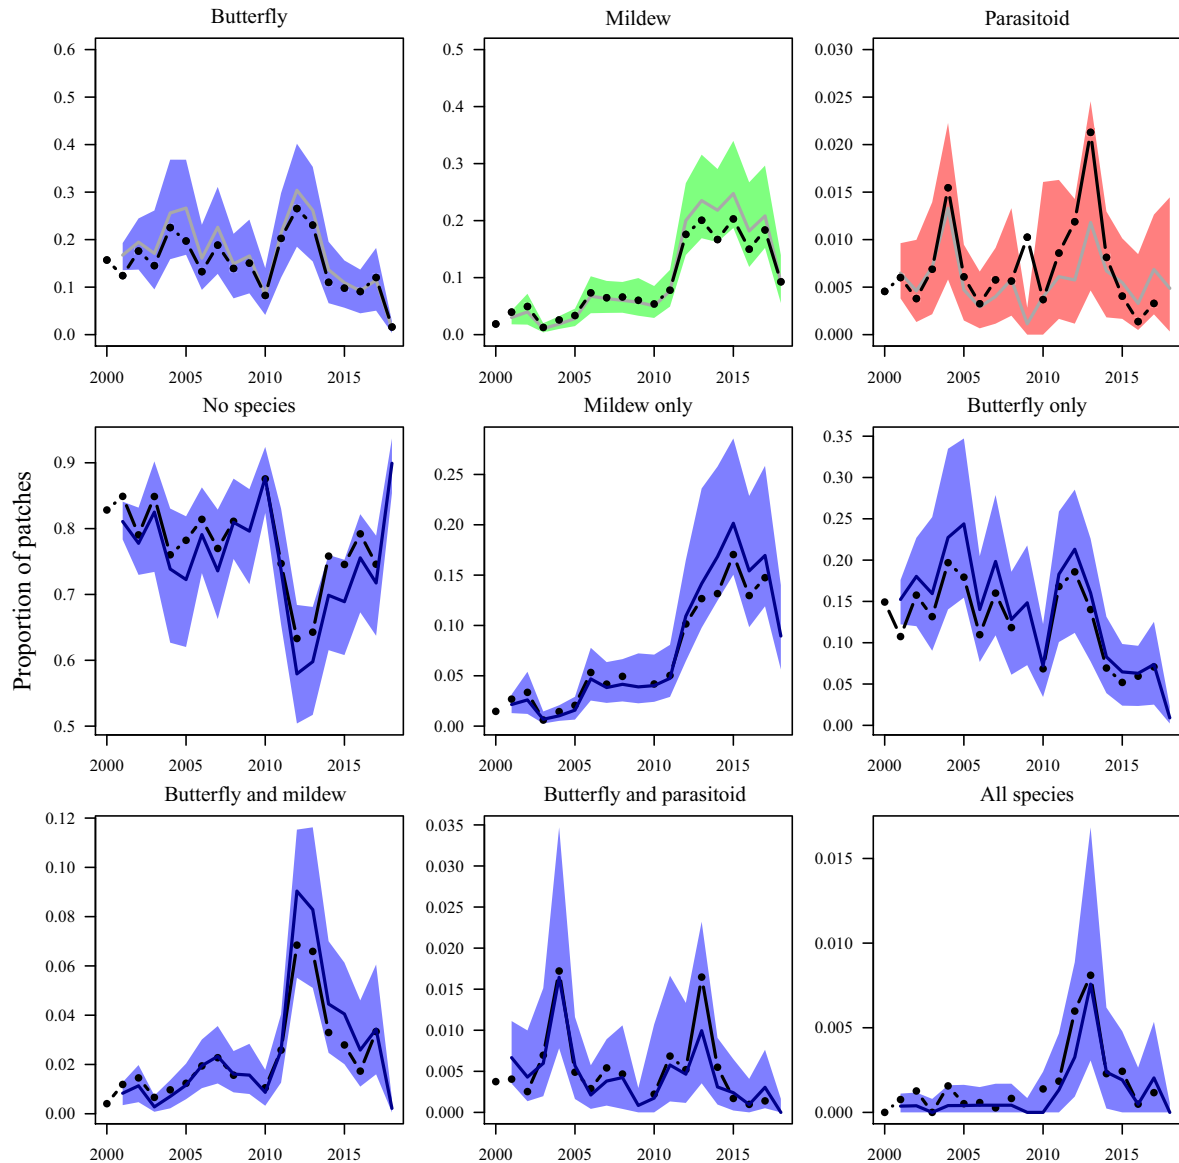 Butterfly Mildew Parasitoid
0.6 0.5 0.030
0.5 0.4 0.025
0.4 0.3 0.020
0.3 0.015
0.2 0.2 0.010
0.1 0.1 0.005
0.0 0.0 0.000
2000 2005 2010 2015 2000 2005 2010 2015 2000 2005 2010 2015
No species Mildew only Butterfly only
Proportion of patches
0.9 0.25 0.35
0.8 0.20 0.30
0.7 0.15 0.25
0.6 0.10 0.20
0.5 0.05 0.15
0.00 0.10
0.05
0.00
2000 2005 2010 2015 2000 2005 2010 2015 2000 2005 2010 2015
Butterfly and mildew Butterfly and parasitoid All species
0.12 0.035 0.015
0.10 0.030 0.010
0.08 0.025 0.005
0.06 0.020 0.000
0.04 0.015
0.02 0.010
0.00 0.005
0.000
2000 2005 2010 2015 2000 2005 2010 2015 2000 2005 2010 2015